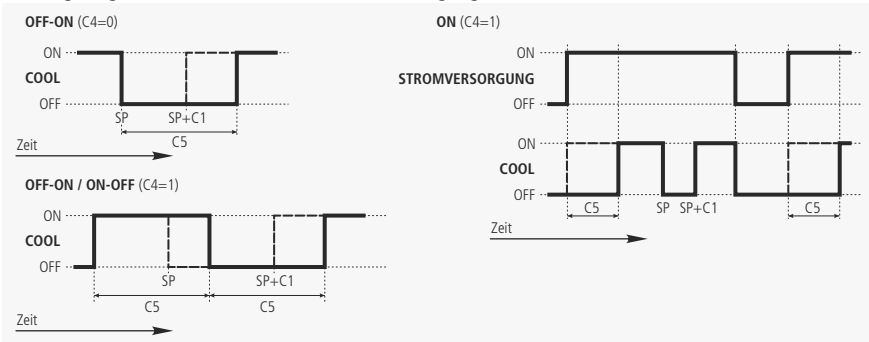 OFF-ON (C4=0)
ON
COOL
OFF
SP SP+C1
C5
Zeit
OFF-ON / ON-OFF (C4=1)
ON
COOL
OFF
SP SP+C1
C5 C5
Zeit
ON (C4=1)
ON
STROMVERSORGUNG
OFF
ON
COOL
OFF
C5 SP SP+C1 C5
Zeit